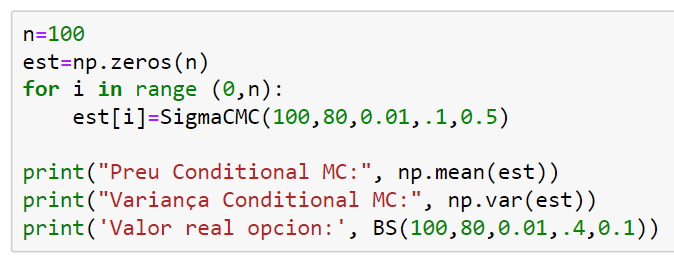 n=100
est=np.zeros(n)
for i in range (0,n):
    est[i]=SigmaCMC(100,80,0.01,.1,0.5)

print("Preu Conditional MC:", np.mean(est))
print("Variança Conditional MC:", np.var(est))
print('Valor real opcion:', BS(100,80,0.01,.4,0.1))